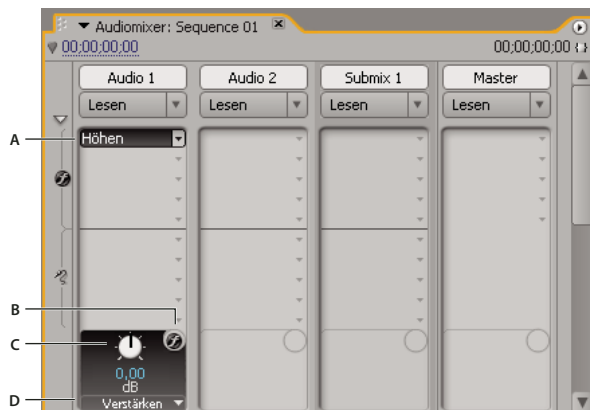 Audiomixer: Sequence 01
00;00;00;00
00;00;00;00
Audio 1
Audio 2
Submix 1
Master
Lesen
Lesen
Lesen
Lesen
A
Höhen
B
C
0,00
dB
D
Verstärken